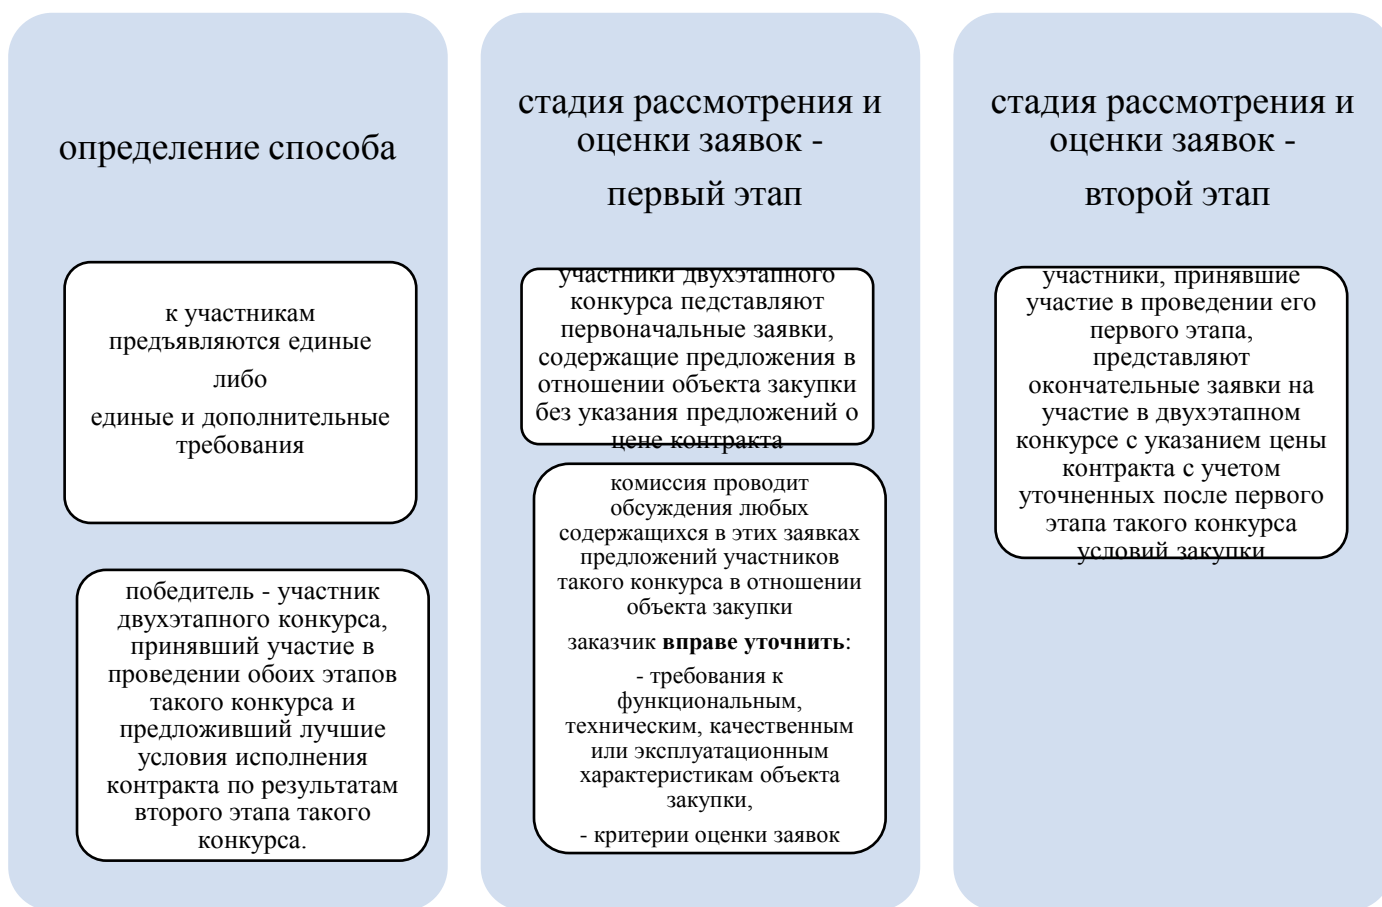 определение способа
к участникам
предъявляются единые
либо
единые и дополнительные
требования
победитель - участник
двухэтапного конкурса,
принявший участие в
проведении обоих этапов
такого конкурса и
предложивший лучшие
условия исполнения
контракта по результатам
второго этапа такого
конкурса.
стадия рассмотрения и
оценки заявок -
первый этап
участники двухэтапного
конкурса педставляют
первоначальные заявки,
содержащие предложения в
отношении объекта закупки
без указания предложений о
цене контракта
комиссия проводит
обсуждения любых
содержащихся в этих заявках
предложений участников
такого конкурса в отношении
объекта закупки
заказчик вправе уточнить:
- требования к
функциональным,
техническим, качественным
или эксплуатационным
характеристикам объекта
закупки,
- критерии оценки заявок
стадия рассмотрения и
оценки заявок -
второй этап
участники, принявшие
участие в проведении его
первого этапа,
представляют
окончательные заявки на
участие в двухэтапном
конкурсе с указанием цены
контракта с учетом
уточненных после первого
этапа такого конкурса
условий закупки